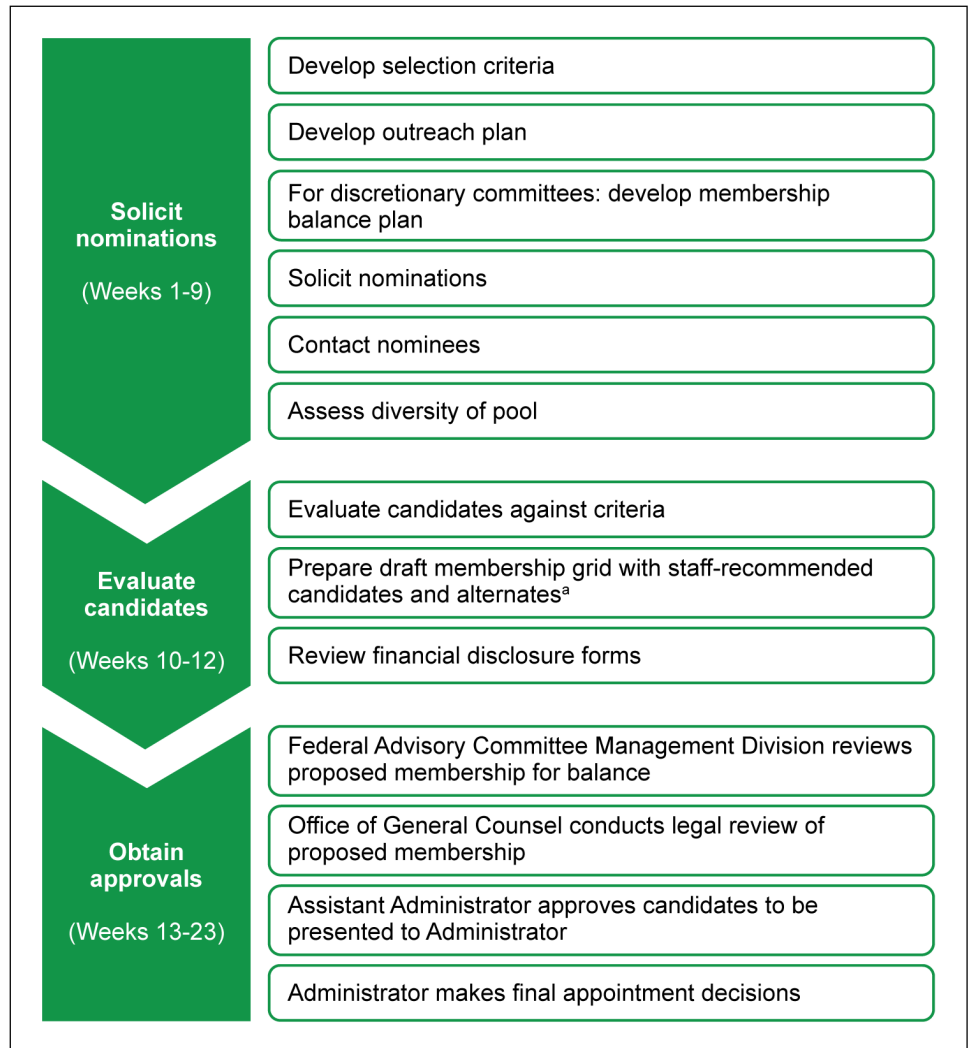 Solicit
nominations
(Weeks 1-9)
Develop selection criteria
Develop outreach plan
For discretionary committees: develop membership
balance plan
Solicit nominations
Contact nominees
Assess diversity of pool
Evaluate
candidates
(Weeks 10-12)
Evaluate candidates against criteria
Prepare draft membership grid with staff-recommended
candidates and alternatesᵃ
Review financial disclosure forms
Obtain
approvals
(Weeks 13-23)
Federal Advisory Committee Management Division reviews
proposed membership for balance
Office of General Counsel conducts legal review of
proposed membership
Assistant Administrator approves candidates to be
presented to Administrator
Administrator makes final appointment decisions